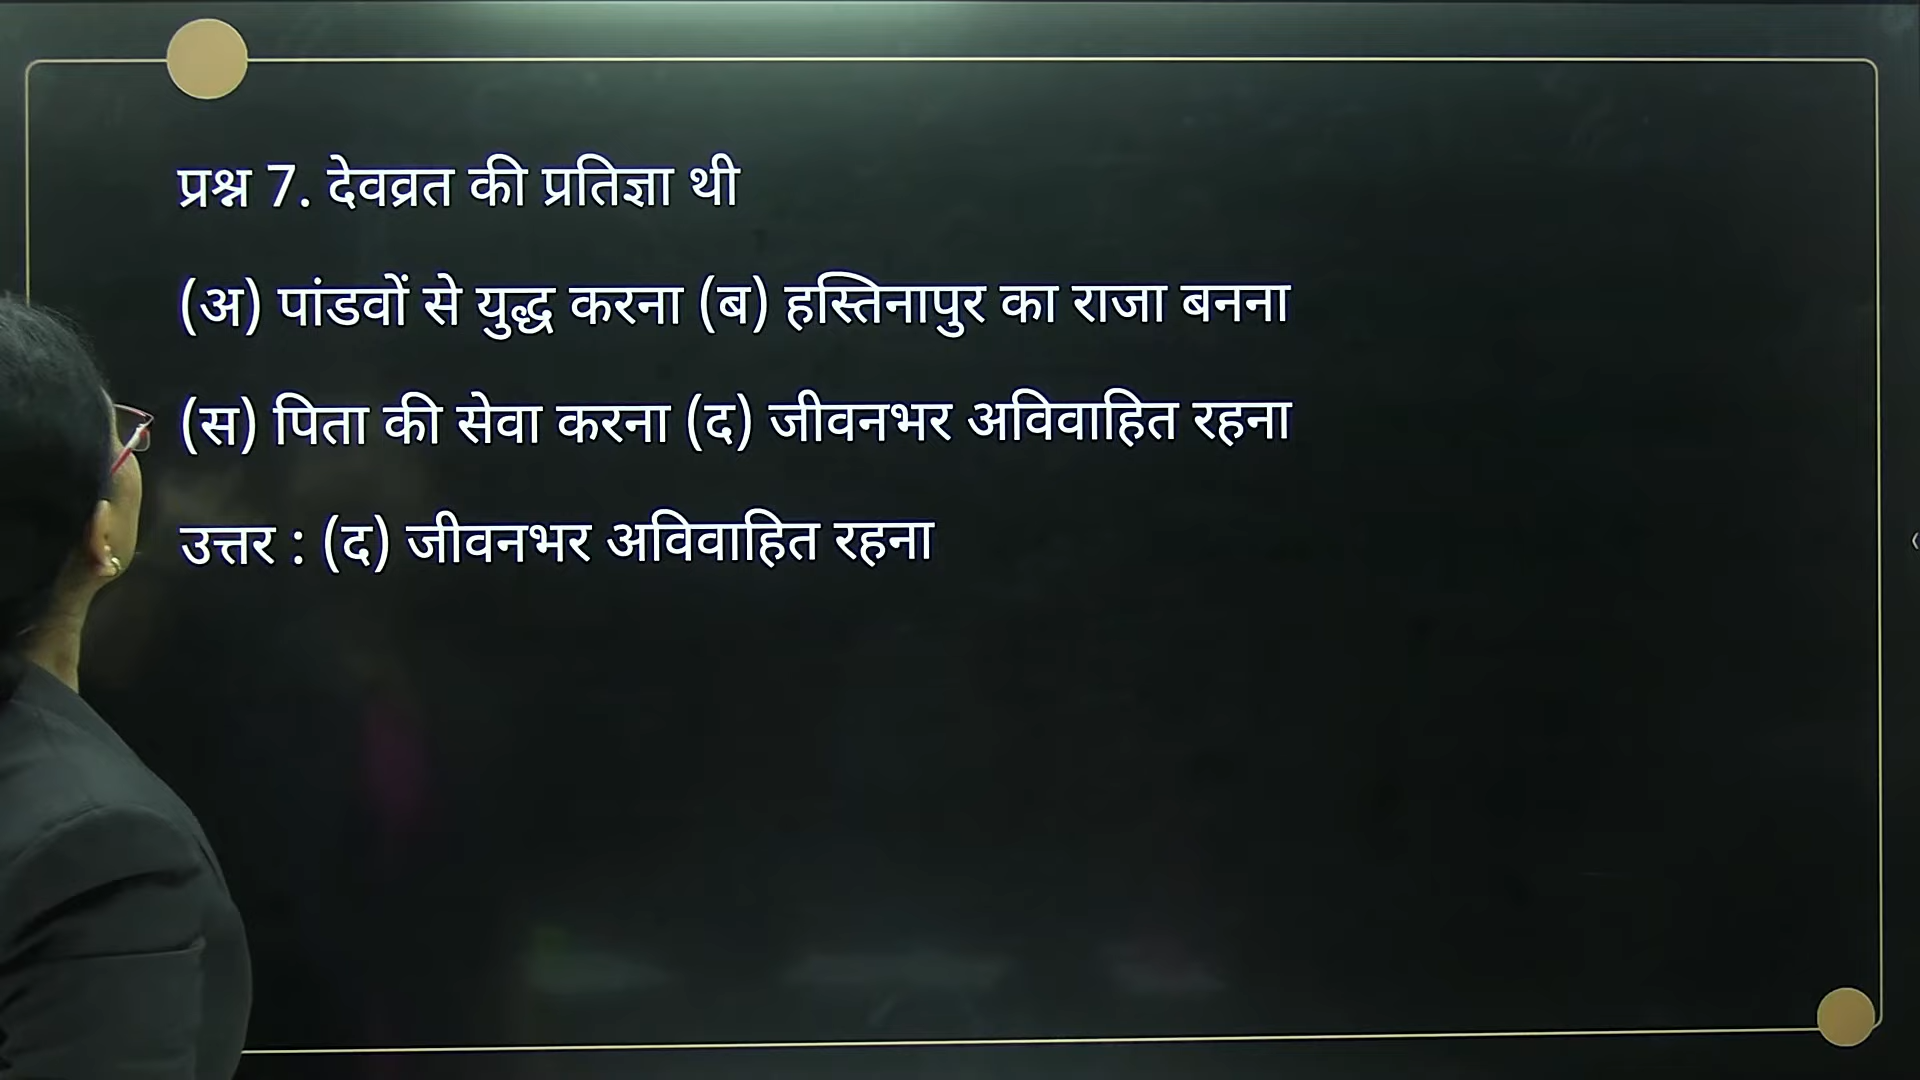 प्रश्न 7. देवव्रत की प्रतिज्ञा थी
(अ) पांडवों से युद्ध करना (ब) हस्तिनापुर का राजा बनना
(स) पिता की सेवा करना (द) जीवनभर अविवाहित रहना
उत्तर : (द) जीवनभर अविवाहित रहना